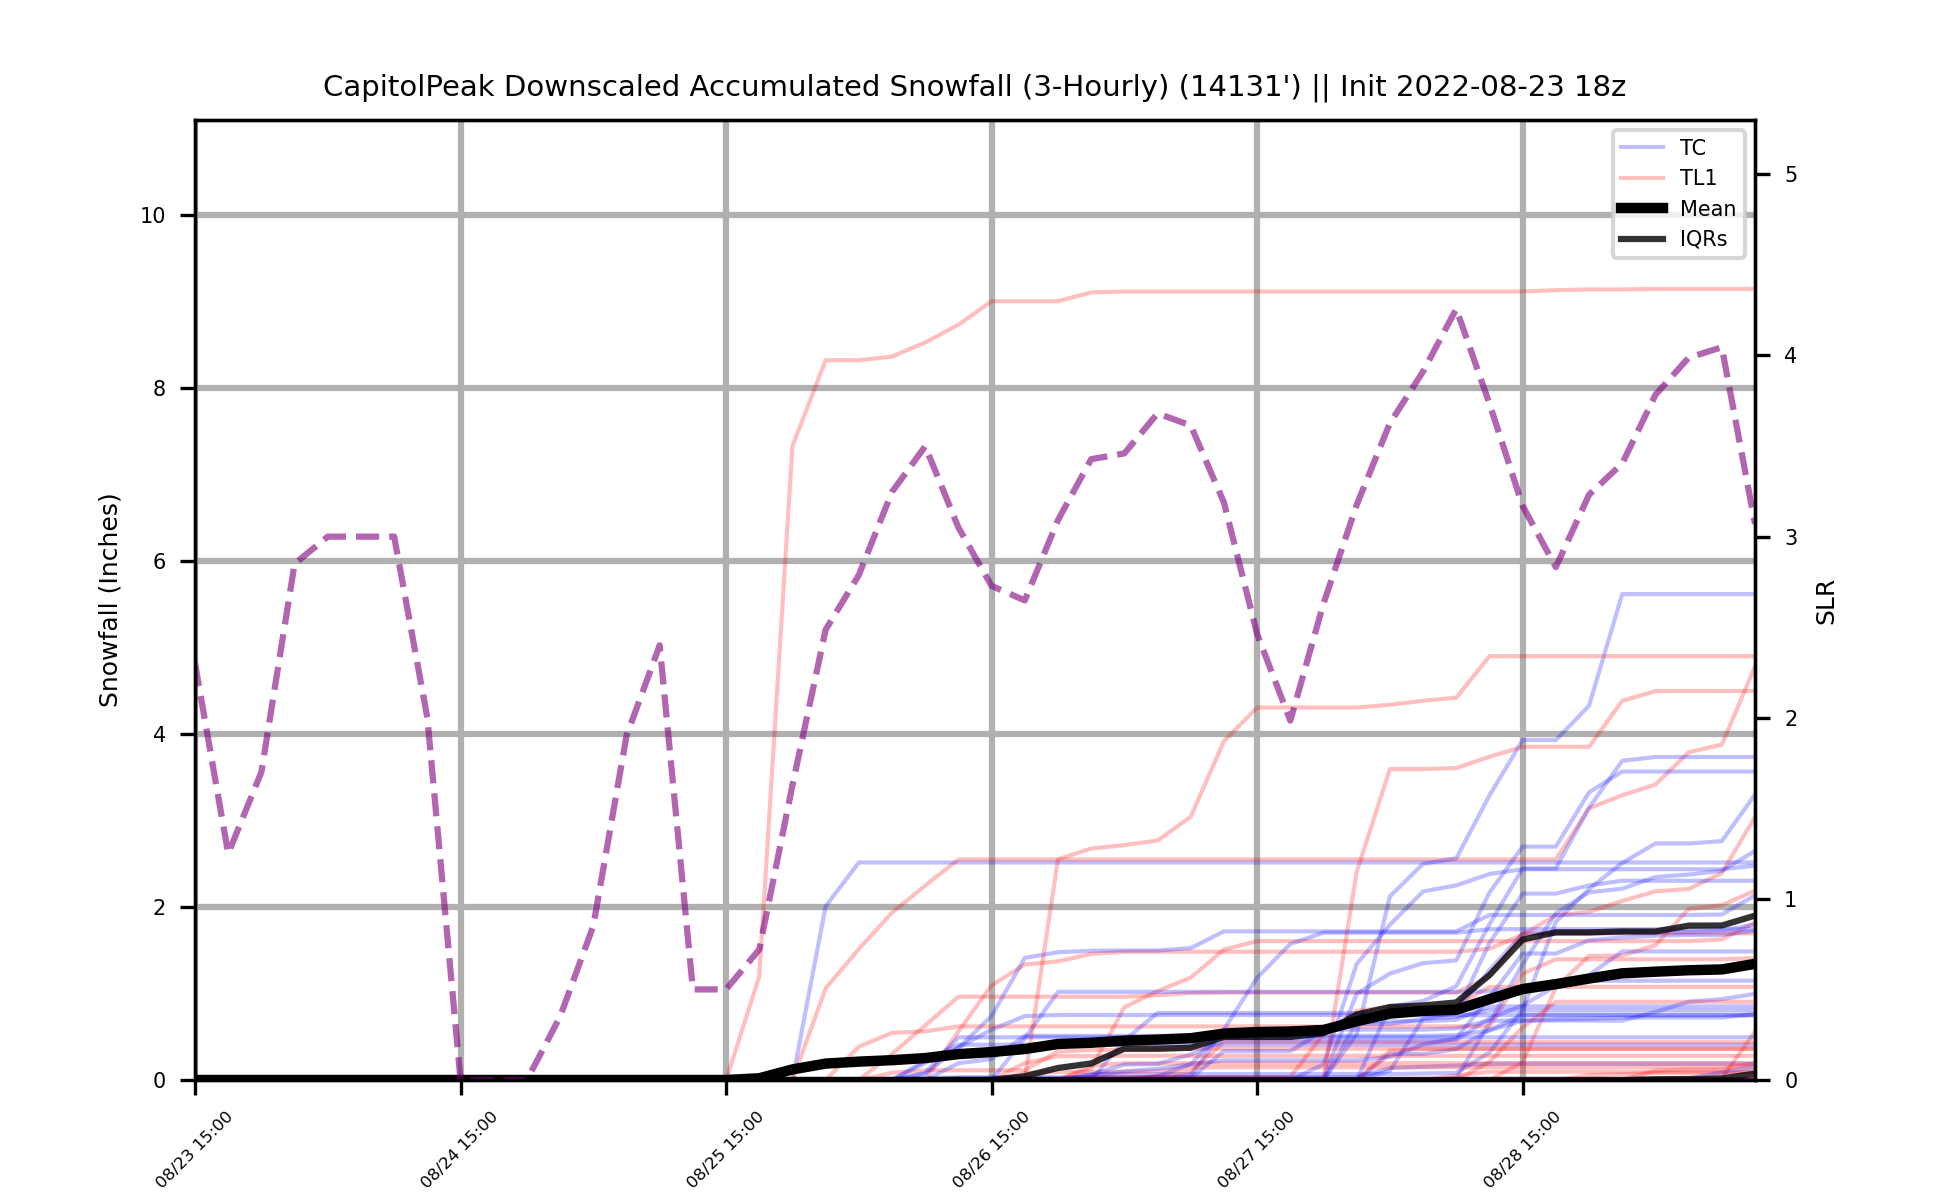 CapitolPeak Downscaled Accumulated Snowfall (3-Hourly) (14131') || Init 2022-08-23 18z
TC
TL1
Mean
IQRs
Snowfall (Inches)
10
8
6
4
2
0
5
4
3
2
1
0
SLR
08/23 15:00
08/24 15:00
08/25 15:00
08/26 15:00
08/27 15:00
08/28 15:00